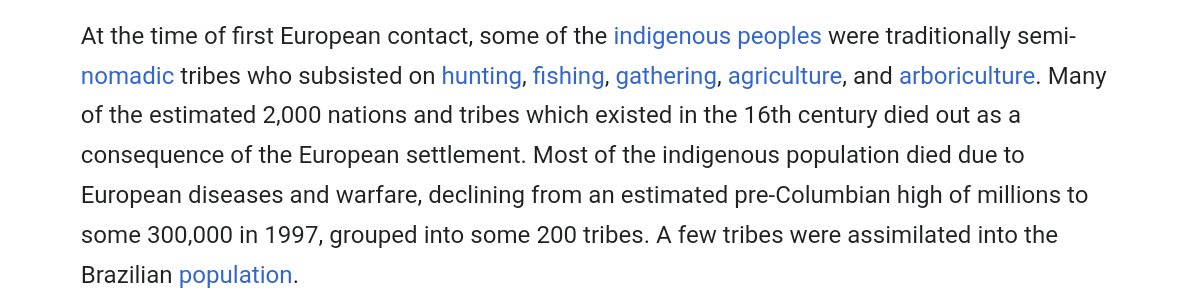 At the time of first European contact, some of the indigenous peoples were traditionally semi-
nomadic tribes who subsisted on hunting, fishing, gathering, agriculture, and arboriculture. Many
of the estimated 2,000 nations and tribes which existed in the 16th century died out as a
consequence of the European settlement. Most of the indigenous population died due to
European diseases and warfare, declining from an estimated pre-Columbian high of millions to
some 300,000 in 1997, grouped into some 200 tribes. A few tribes were assimilated into the
Brazilian population.